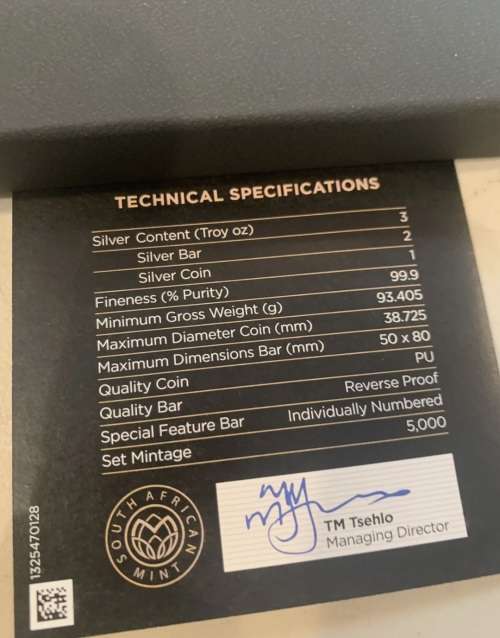 TECHNICAL SPECIFICATIONS
Silver Content (Troy oz) 3
Silver Bar 2
Silver Coin 1
Fineness (% Purity) 99.9
Minimum Gross Weight (g) 93.405
Maximum Diameter Coin (mm) 38.725
Maximum Dimensions Bar (mm) 50 x 80
Quality Coin PU
Quality Bar Reverse Proof
Special Feature Bar Individually Numbered
Set Mintage 5,000
SOUTH AFRICAN MINT
TM Tsehlo
Managing Director
1325470128